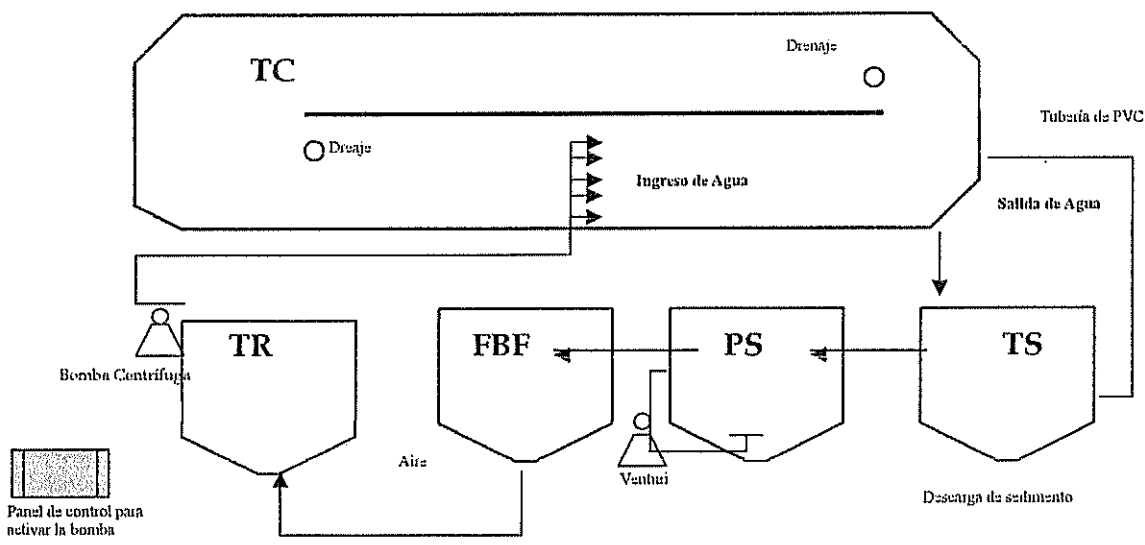 Drenaje
TC
Tubería de PVC
Dreaje
Ingreso de Agua
Salida de Agua
TR
FBF
PS
TS
Bomba Centrífuga
Aire
Venturi
Panel de control para
activar la bomba
Descarga de sedimento